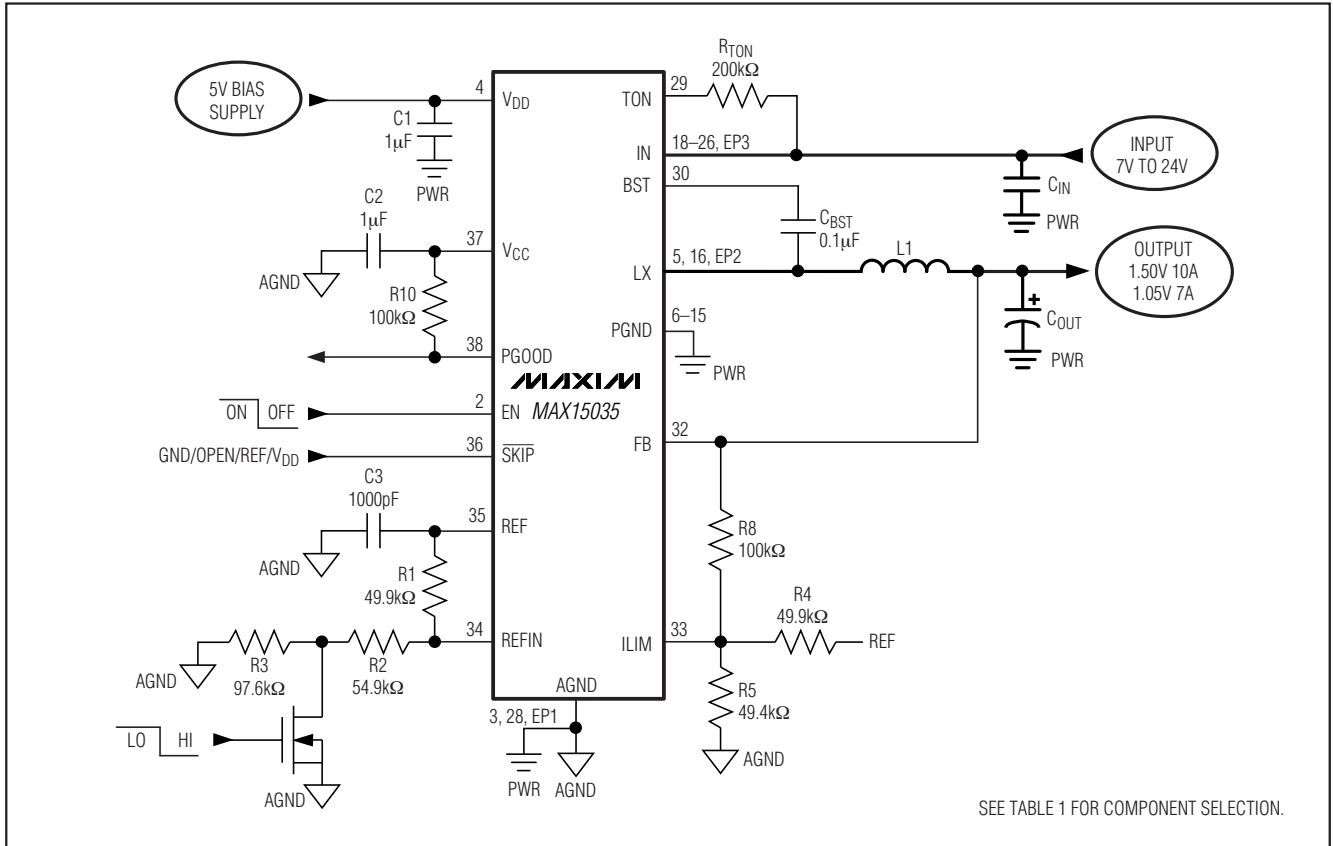 5V BIAS
SUPPLY
4
VDD
C1
1μF
PWR
C2
1μF
37
VCC
AGND
R10
100kΩ
38
PGOOD
MAXIM
MAX15035
ON OFF
2
EN
GND/OPEN/REF/VDD
36
SKIP
C3
1000pF
35
REF
AGND
R1
49.9kΩ
34
REFIN
AGND
R3
97.6kΩ
R2
54.9kΩ
LO HI
AGND
AGND
3, 28, EP1
PWR
AGND
RTON
200kΩ
29
TON
18–26, EP3
IN
INPUT
7V TO 24V
CIN
PWR
30
BST
CBST
0.1μF
5, 16, EP2
LX
L1
OUTPUT
1.50V 10A
1.05V 7A
+
COUT
PWR
6–15
PGND
PWR
32
FB
R8
100kΩ
R4
49.9kΩ
REF
33
ILIM
R5
49.4kΩ
AGND
SEE TABLE 1 FOR COMPONENT SELECTION.